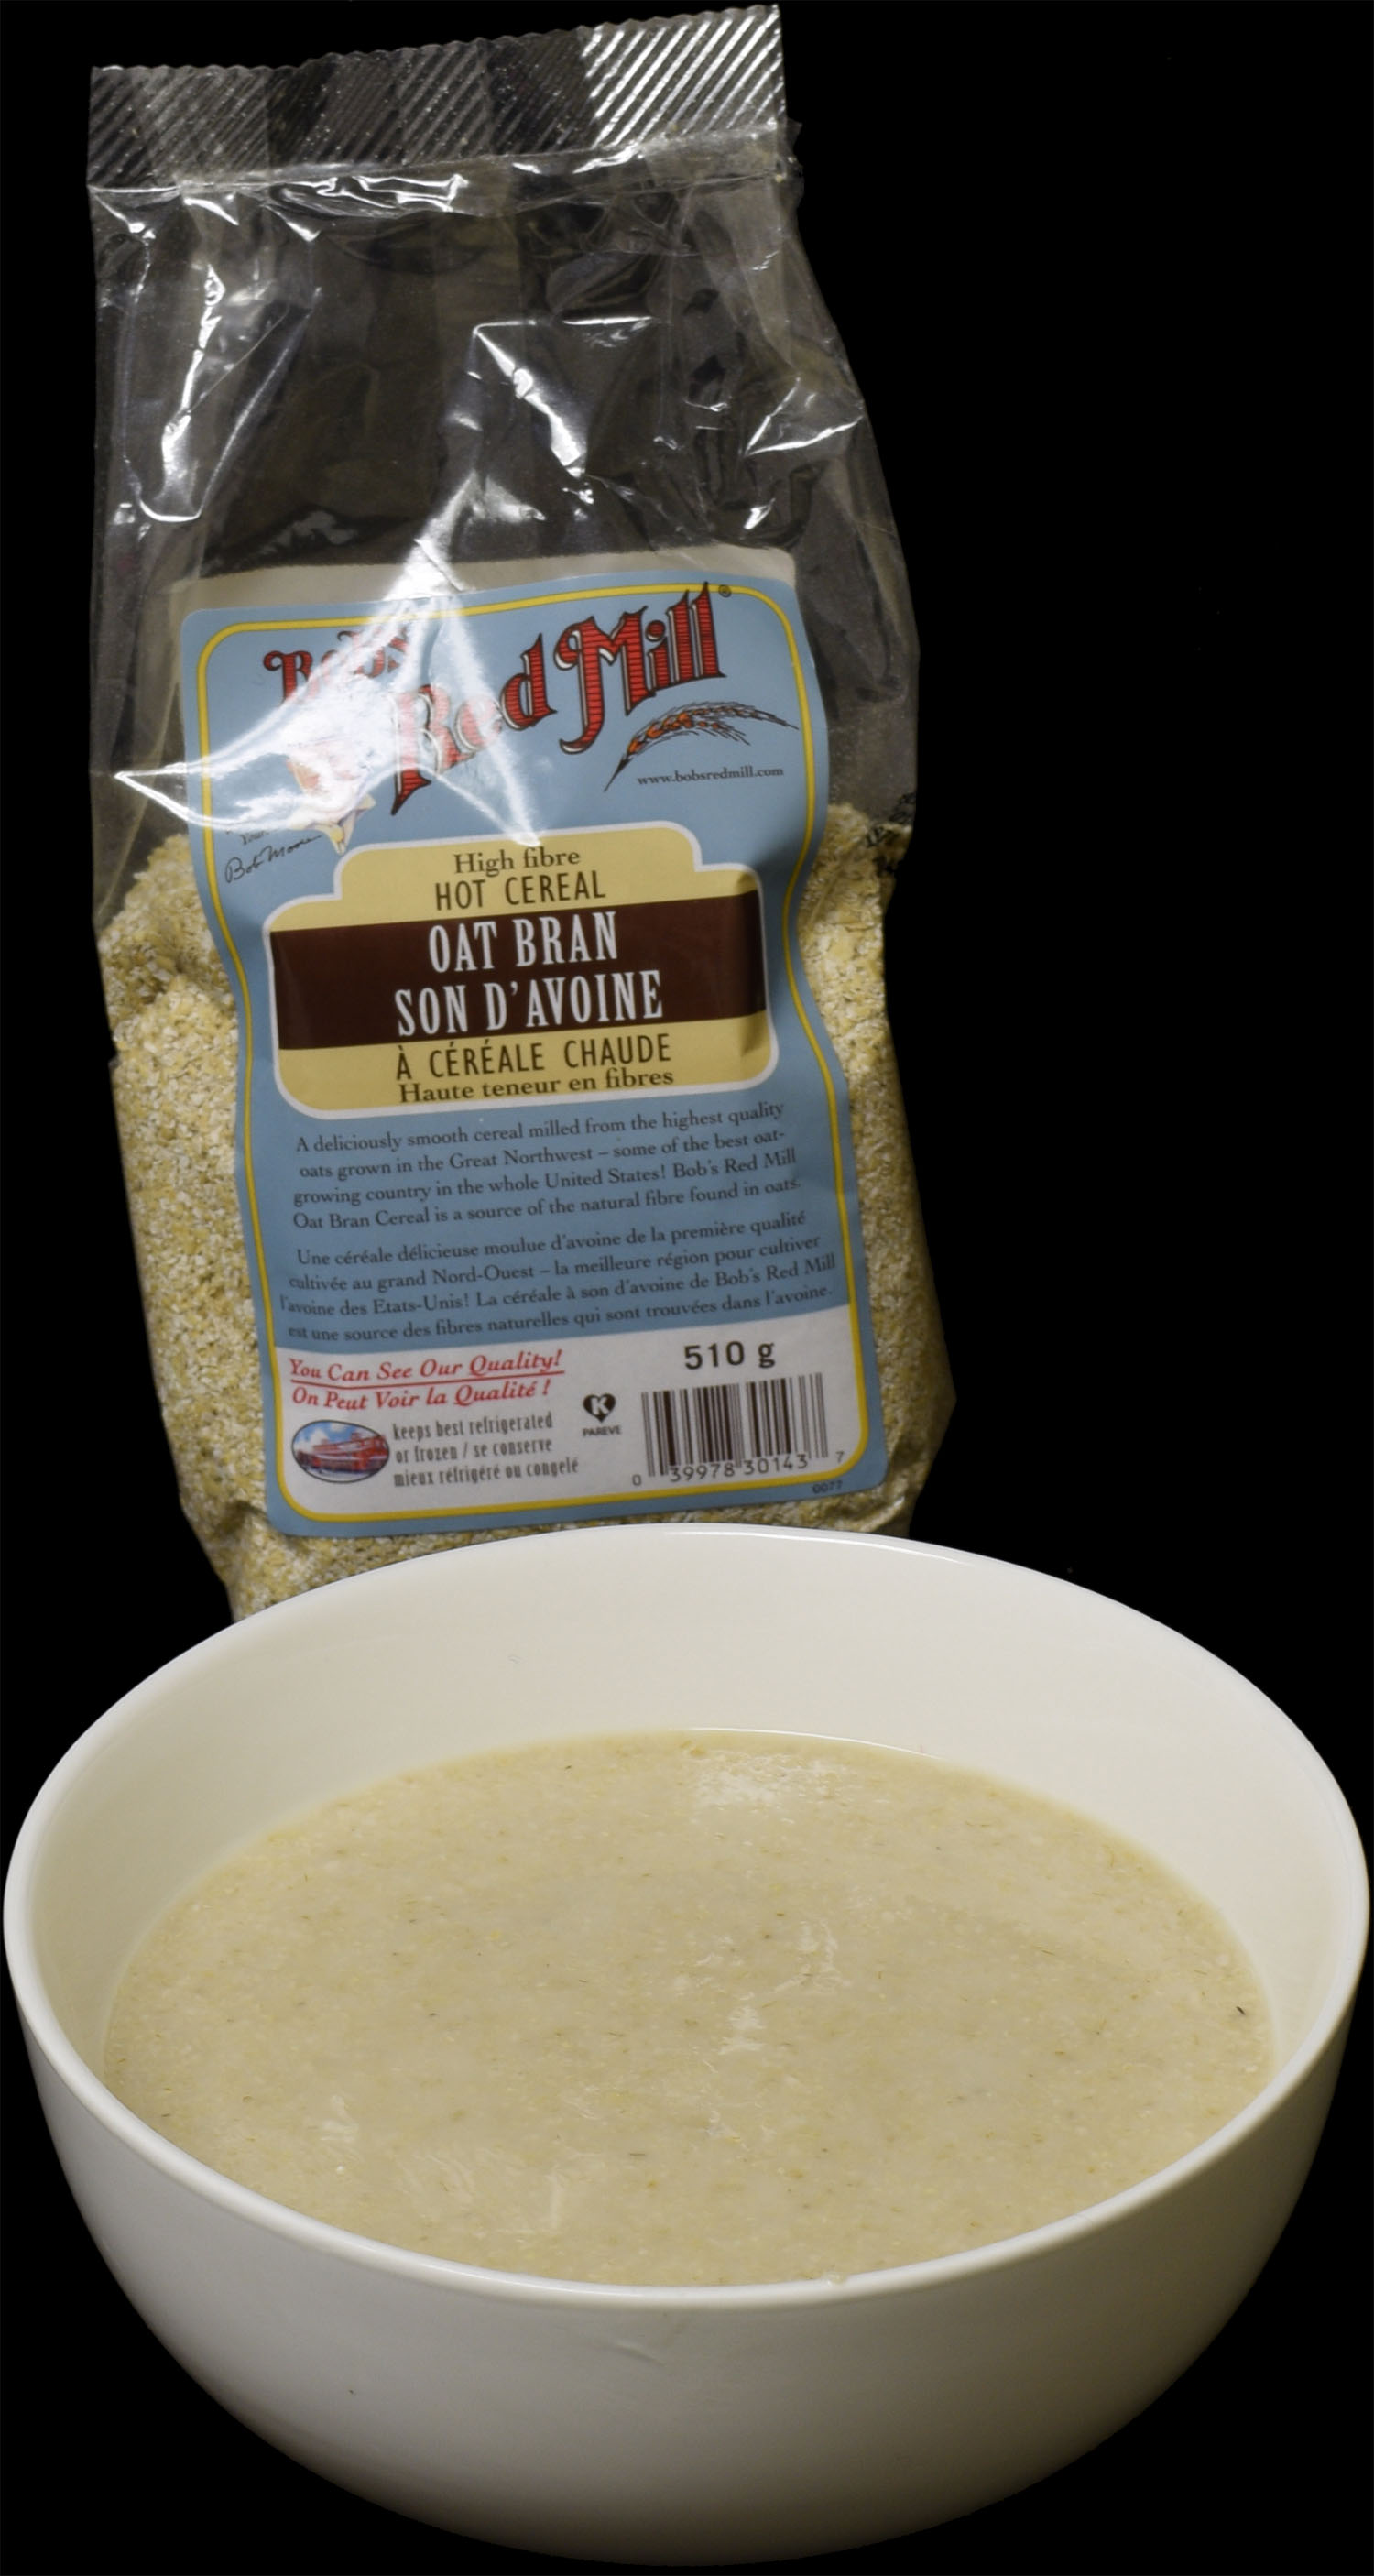 Bob's
Red Mill®
www.bobsredmill.com
Bob Moore
High fibre
HOT CEREAL
OAT BRAN
SON D'AVOINE
À CÉRÉALE CHAUDE
Haute teneur en fibres
A deliciously smooth cereal milled from the highest quality
oats grown in the Great Northwest – some of the best oat-
growing country in the whole United States! Bob's Red Mill
Oat Bran Cereal is a source of the natural fibre found in oats.
Une céréale délicieuse moulue d'avoine de la première qualité
cultivée au grand Nord-Ouest – la meilleure région pour cultiver
l'avoine des Etats-Unis! La céréale à son d'avoine de Bob's Red Mill
est une source des fibres naturelles qui sont trouvées dans l'avoine.
You Can See Our Quality!
On Peut Voir la Qualité !
keeps best refrigerated
or frozen / se conserve
mieux réfrigéré ou congelé
K
PAREVE
510 g
0 39978 30143 7
0077